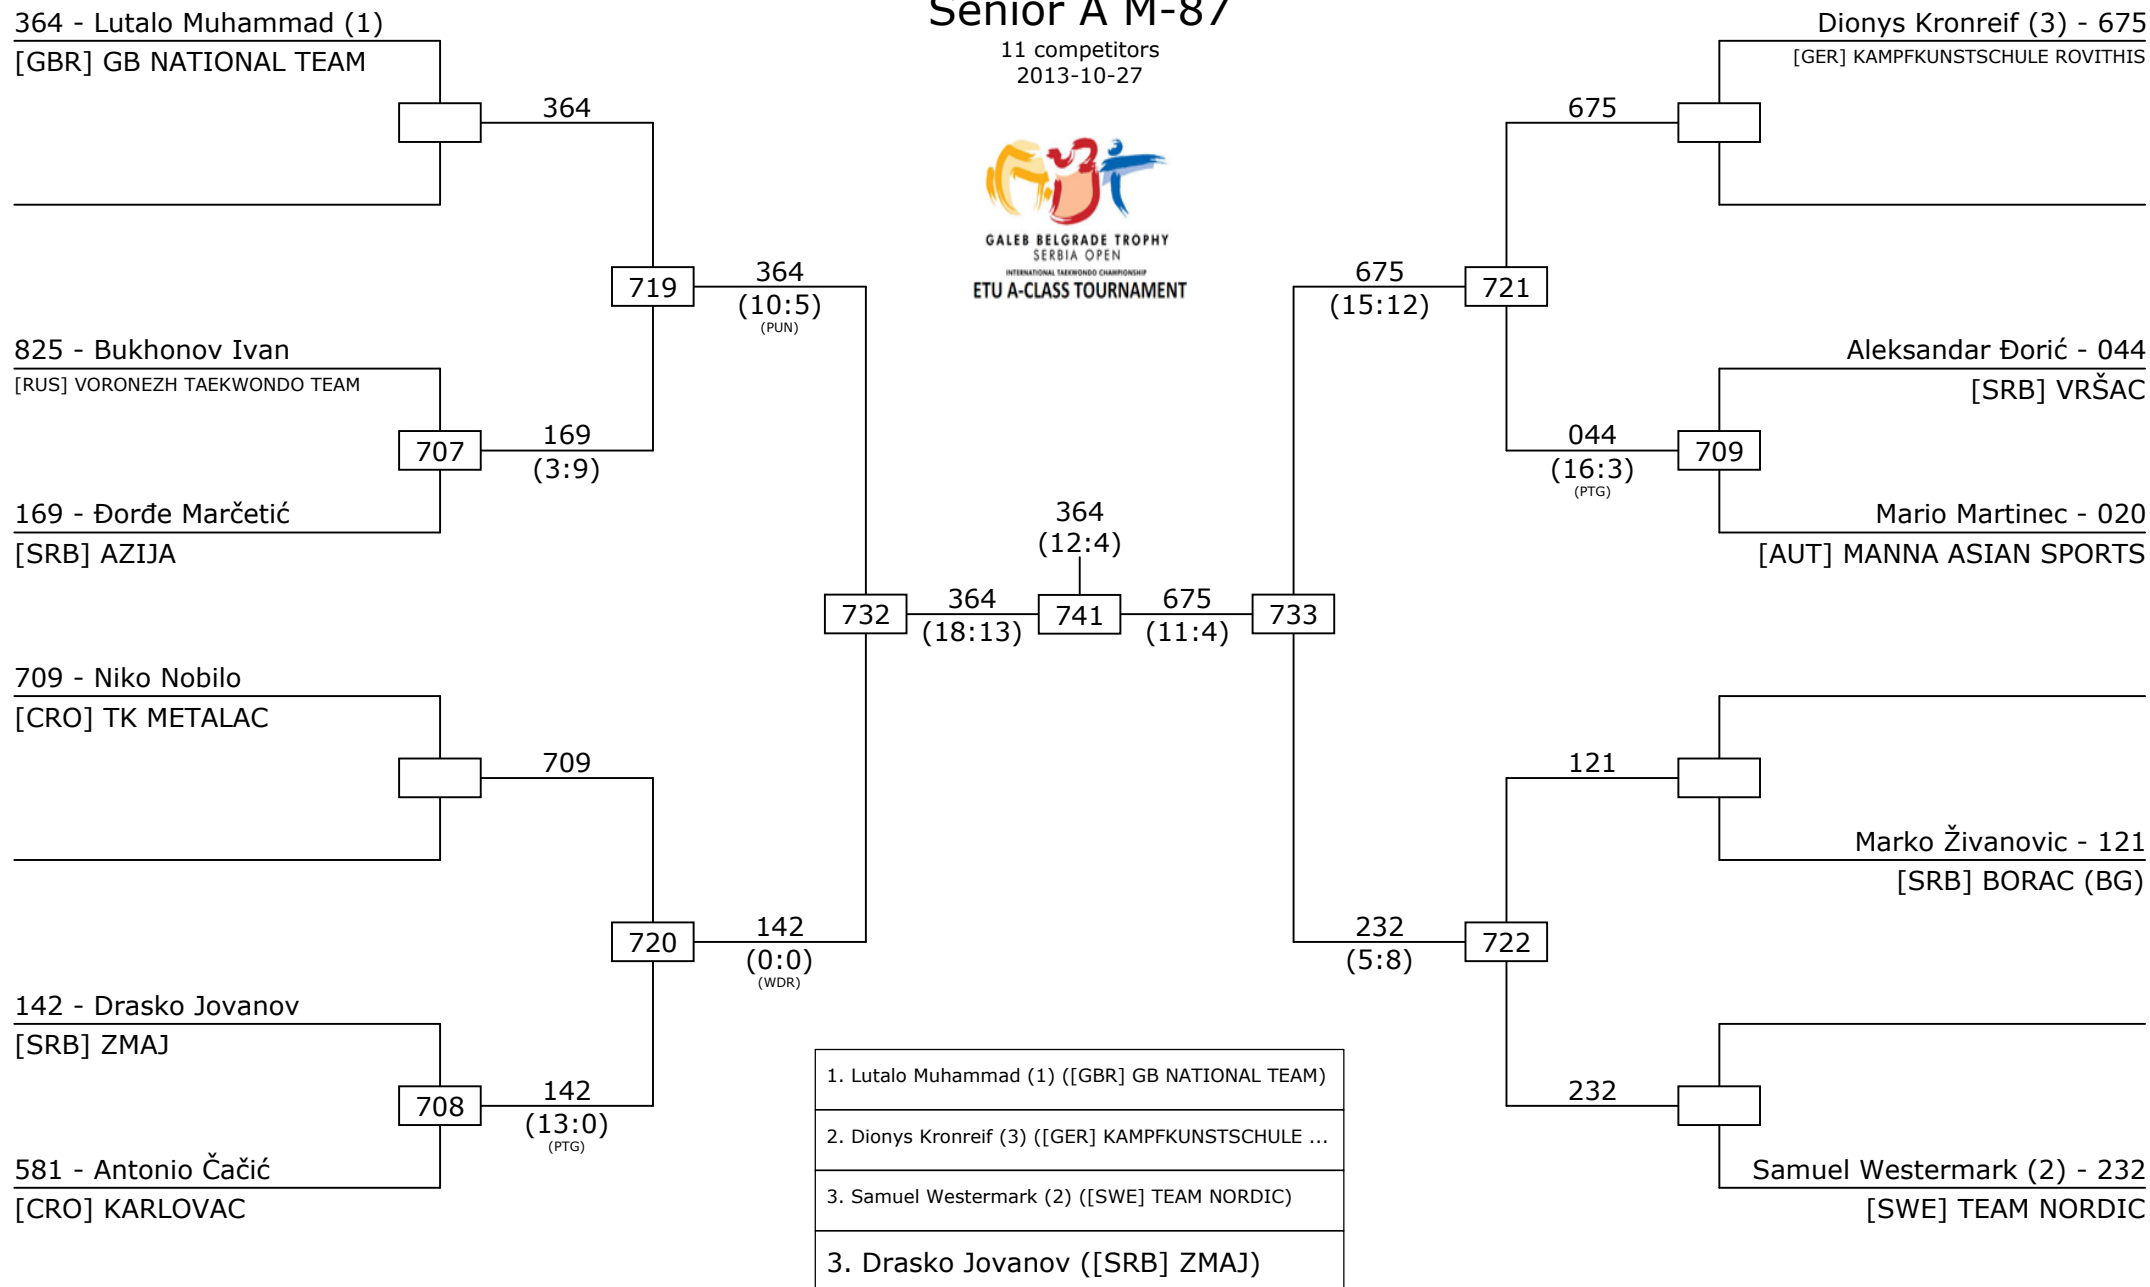 Senior A M-87
11 competitors
2013-10-27
GALEB BELGRADE TROPHY
SERBIA OPEN
INTERNATIONAL TAEKWONDO CHAMPIONSHIP
ETU A-CLASS TOURNAMENT
364 - Lutalo Muhammad (1)
[GBR] GB NATIONAL TEAM
364
825 - Bukhonov Ivan
[RUS] VORONEZH TAEKWONDO TEAM
169 - Đorđe Marčetić
[SRB] AZIJA
707
169
(3:9)
719
364
(10:5)
(PUN)
709 - Niko Nobilo
[CRO] TK METALAC
709
142 - Drasko Jovanov
[SRB] ZMAJ
581 - Antonio Čačić
[CRO] KARLOVAC
708
142
(13:0)
(PTG)
720
142
(0:0)
(WDR)
732
364
(18:13)
364
(12:4)
741
675
(11:4)
733
Dionys Kronreif (3) - 675
[GER] KAMPFKUNSTSCHULE ROVITHIS
675
675
(15:12)
721
Aleksandar Đorić - 044
[SRB] VRŠAC
044
(16:3)
(PTG)
709
Mario Martinec - 020
[AUT] MANNA ASIAN SPORTS
121
Marko Živanovic - 121
[SRB] BORAC (BG)
232
(5:8)
722
232
Samuel Westermark (2) - 232
[SWE] TEAM NORDIC
1. Lutalo Muhammad (1) ([GBR] GB NATIONAL TEAM)
2. Dionys Kronreif (3) ([GER] KAMPFKUNSTSCHULE ...
3. Samuel Westermark (2) ([SWE] TEAM NORDIC)
3. Drasko Jovanov ([SRB] ZMAJ)